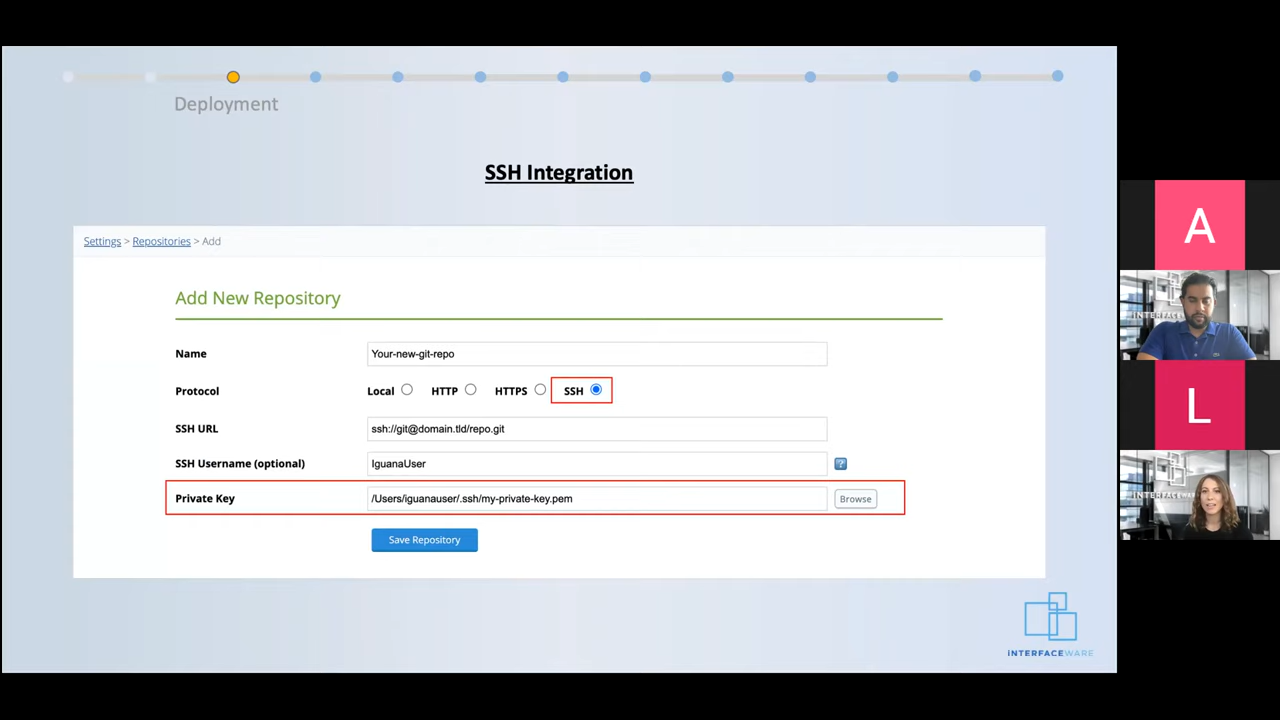 Deployment
SSH Integration
Settings > Repositories > Add
Add New Repository
Name Your-new-git-repo
Protocol Local HTTP HTTPS SSH
SSH URL ssh://git@domain.tld/repo.git
SSH Username (optional) IguanaUser ?
Private Key /Users/iguanauser/.ssh/my-private-key.pem Browse
Save Repository
INTERFACEWARE
A
INTERFACEW
L
INTERFACEW